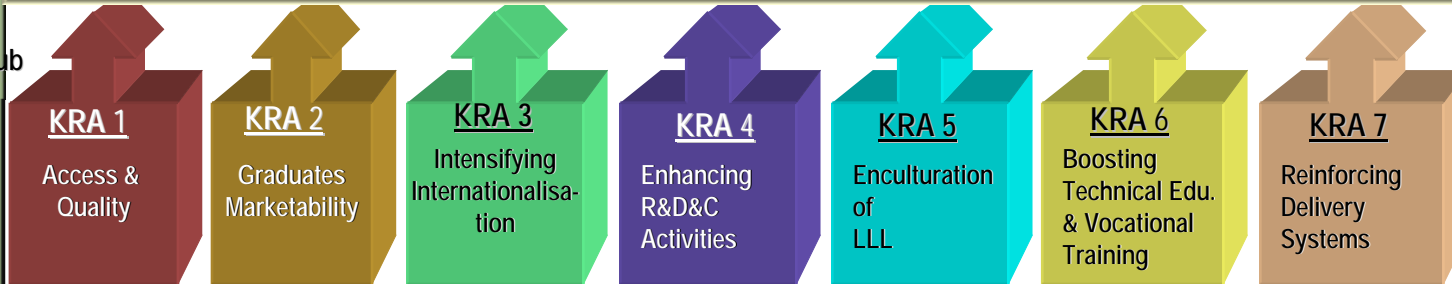 ub
KRA 1
Access &
Quality
KRA 2
Graduates
Marketability
KRA 3
Intensifying
Internationalisa-
tion
KRA 4
Enhancing
R&D&C
Activities
KRA 5
Enculturation
of
LLL
KRA 6
Boosting
Technical Edu.
& Vocational
Training
KRA 7
Reinforcing
Delivery
Systems